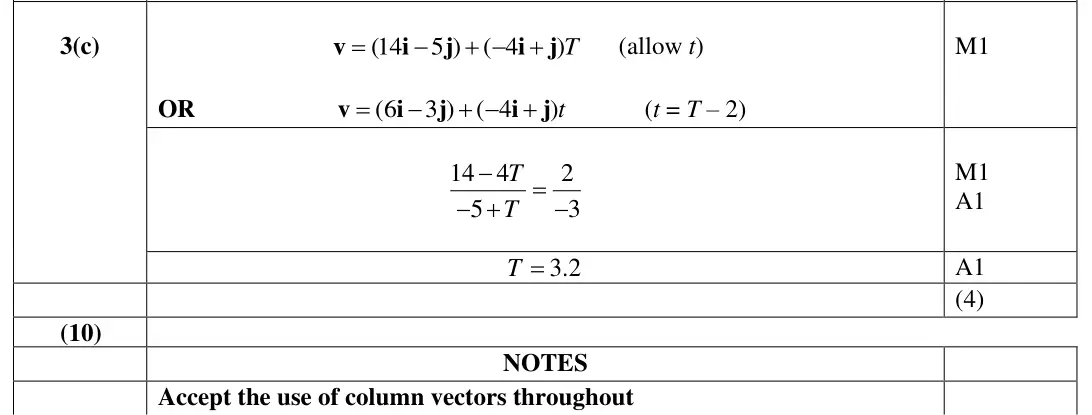 3(c) v = (14i − 5j) + (−4i + j)T (allow t) M1
OR v = (6i − 3j) + (−4i + j)t (t = T – 2)
(14 − 4T)/(−5 + T) = 2/(−3) M1
A1
T = 3.2 A1
(4)
(10)
NOTES
Accept the use of column vectors throughout